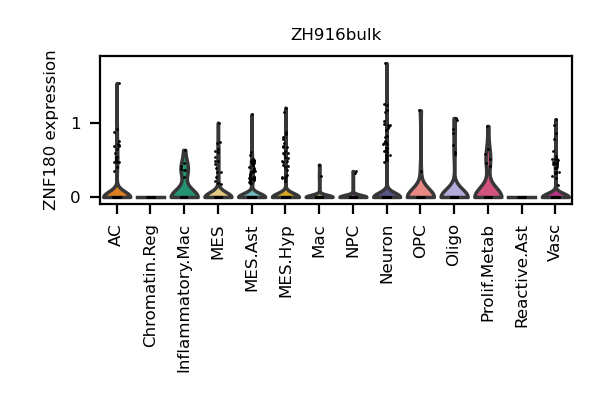 ZH916bulk
ZNF180 expression
1
0
AC
Chromatin.Reg
Inflammatory.Mac
MES
MES.Ast
MES.Hyp
Mac
NPC
Neuron
OPC
Oligo
Prolif.Metab
Reactive.Ast
Vasc